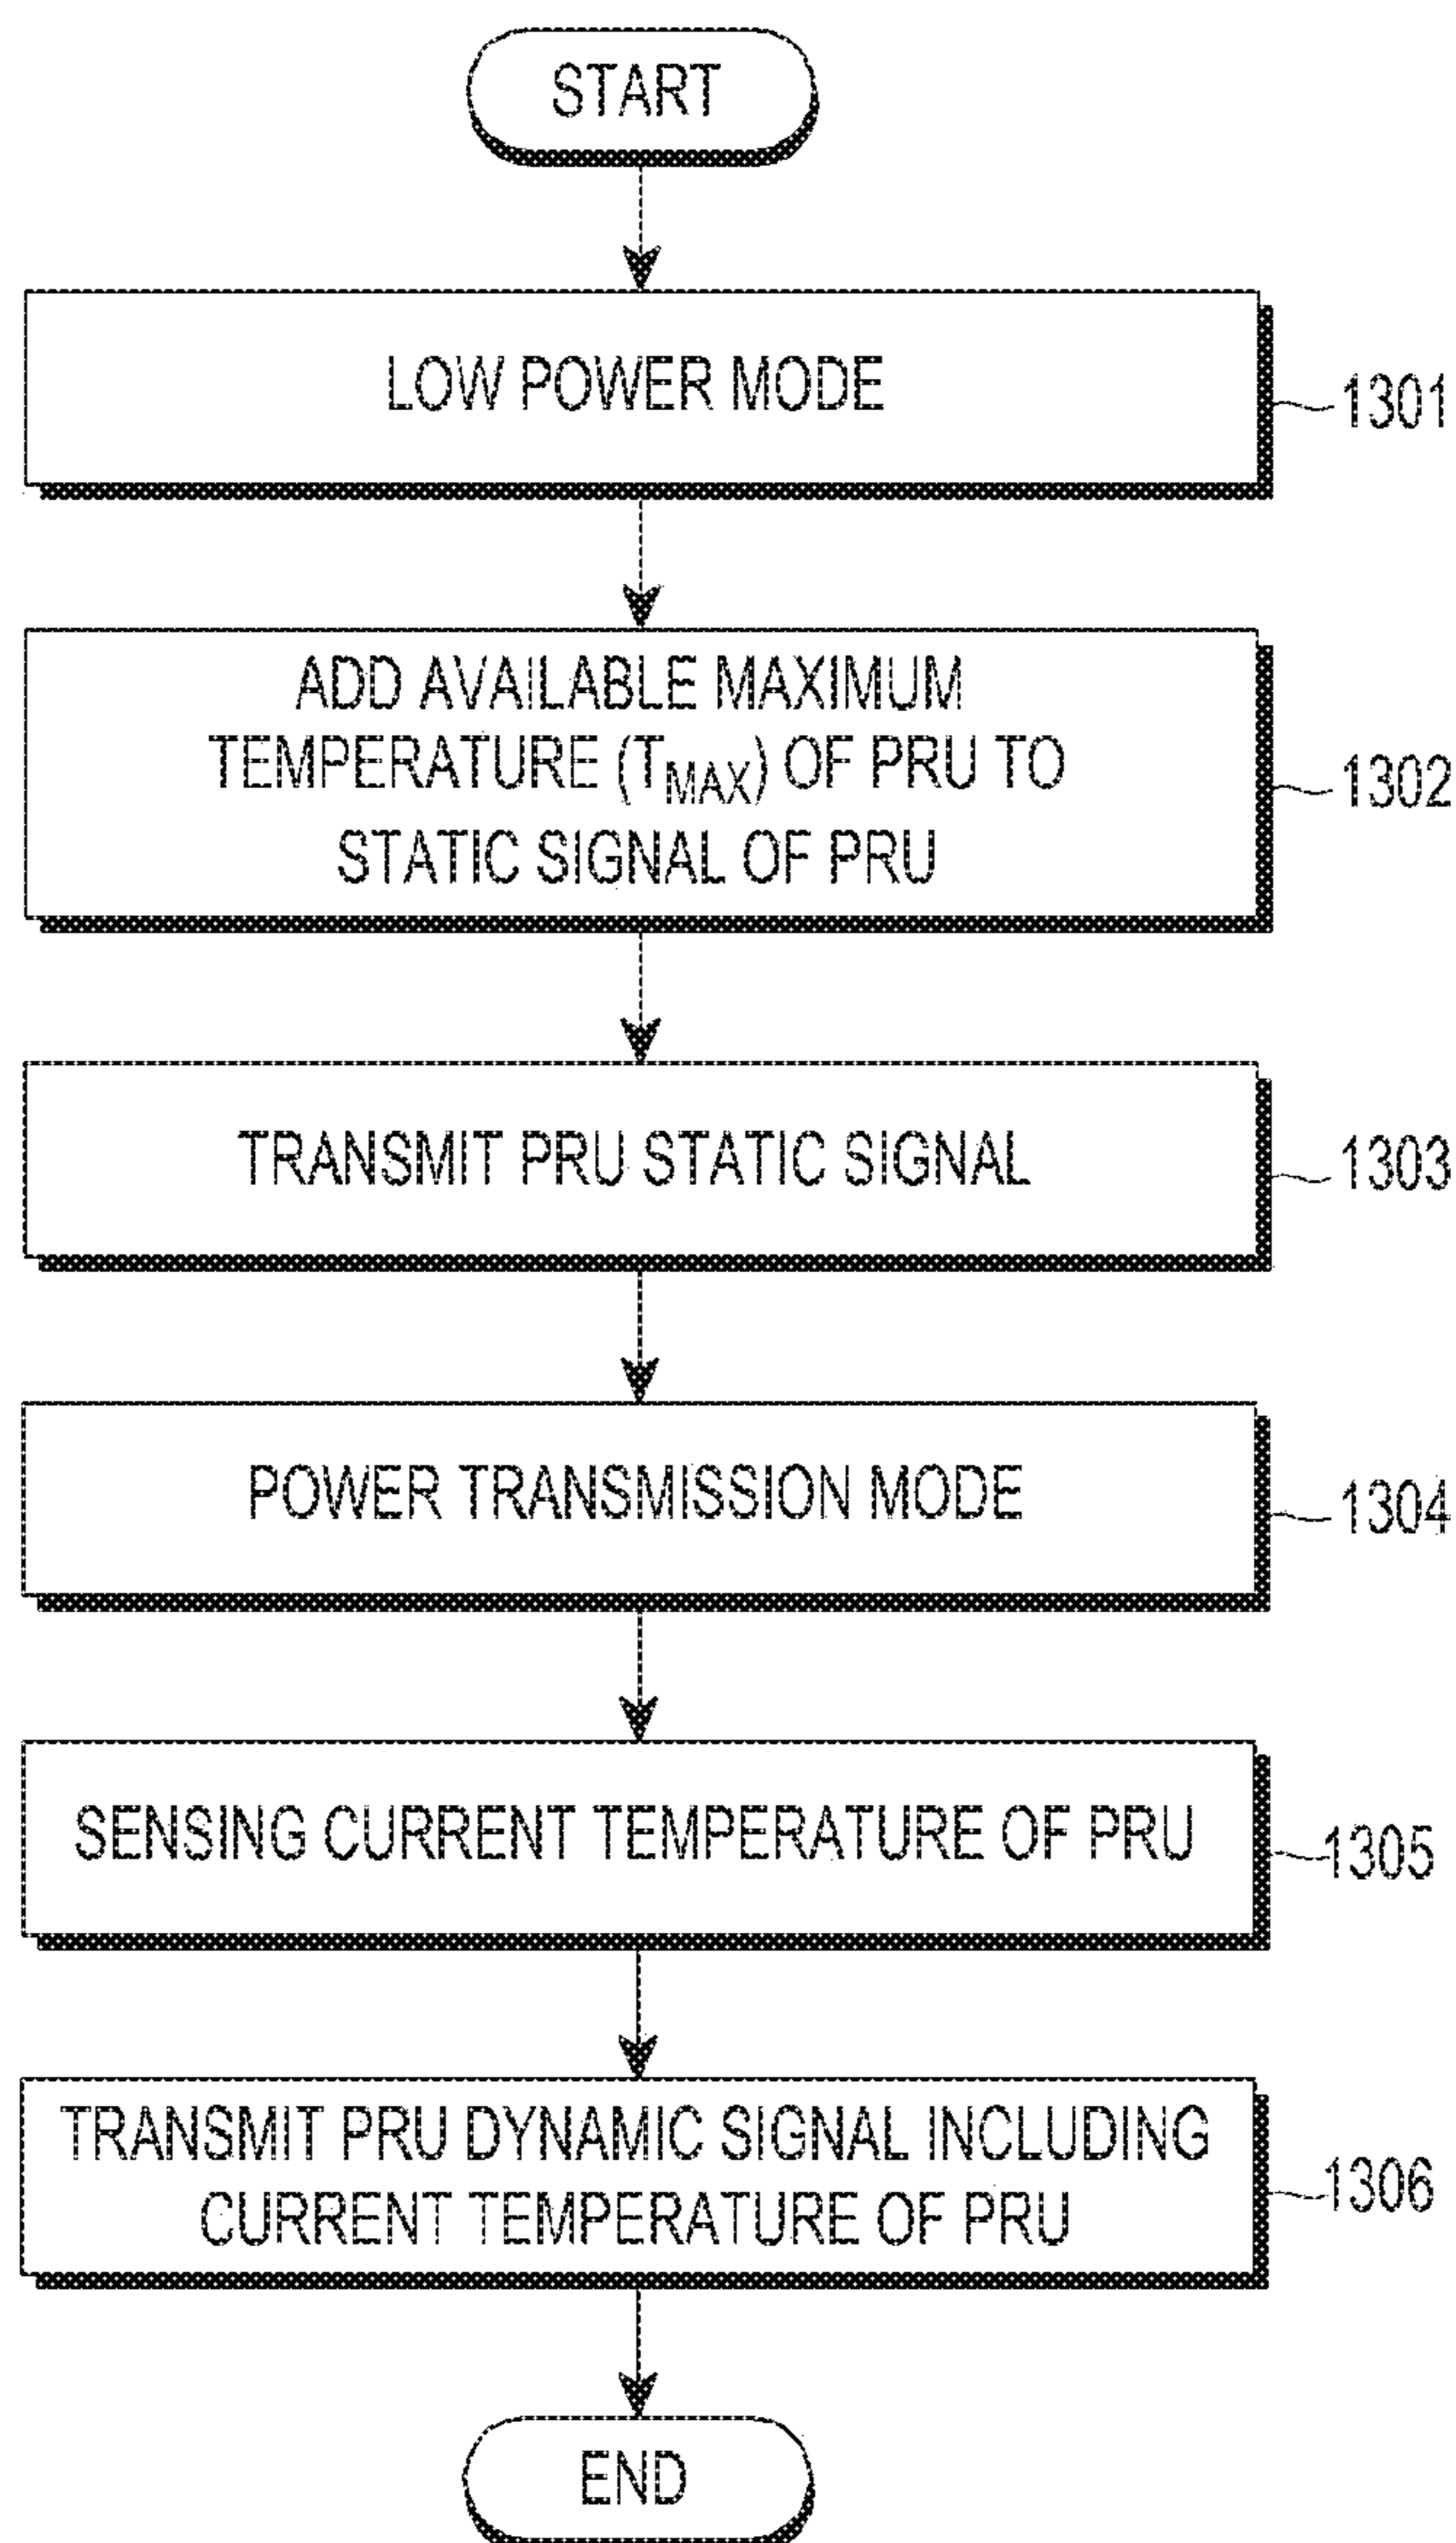 START
LOW POWER MODE
1301
ADD AVAILABLE MAXIMUM
TEMPERATURE (TMAX) OF PRU TO
STATIC SIGNAL OF PRU
1302
TRANSMIT PRU STATIC SIGNAL
1303
POWER TRANSMISSION MODE
1304
SENSING CURRENT TEMPERATURE OF PRU
1305
TRANSMIT PRU DYNAMIC SIGNAL INCLUDING
CURRENT TEMPERATURE OF PRU
1306
END